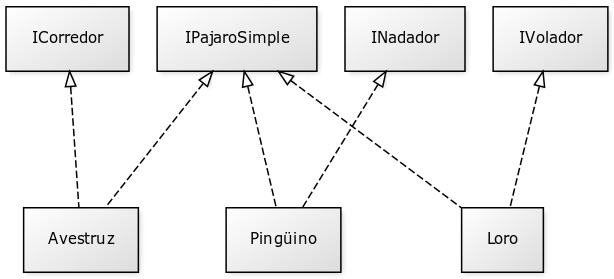 ICorredor
IPajaroSimple
INadador
IVolador
Avestruz
Pingüino
Loro